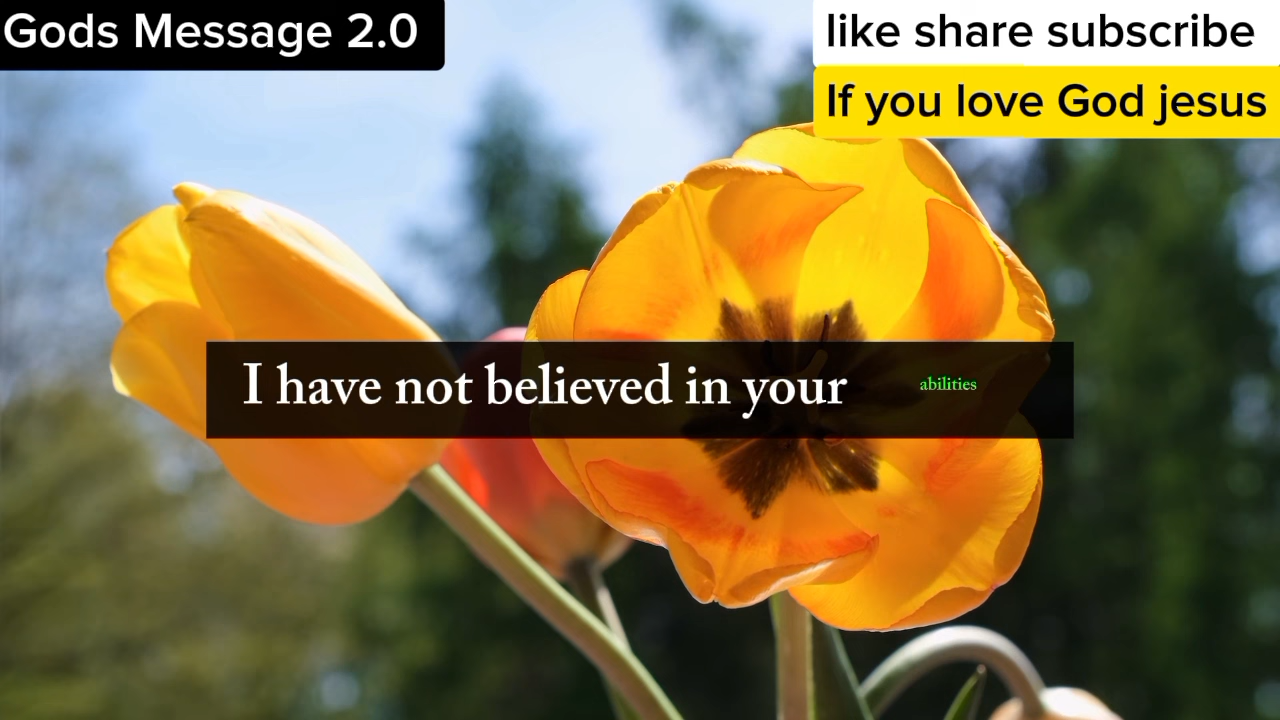 Gods Message 2.0
like share subscribe
If you love God jesus
I have not believed in your abilities